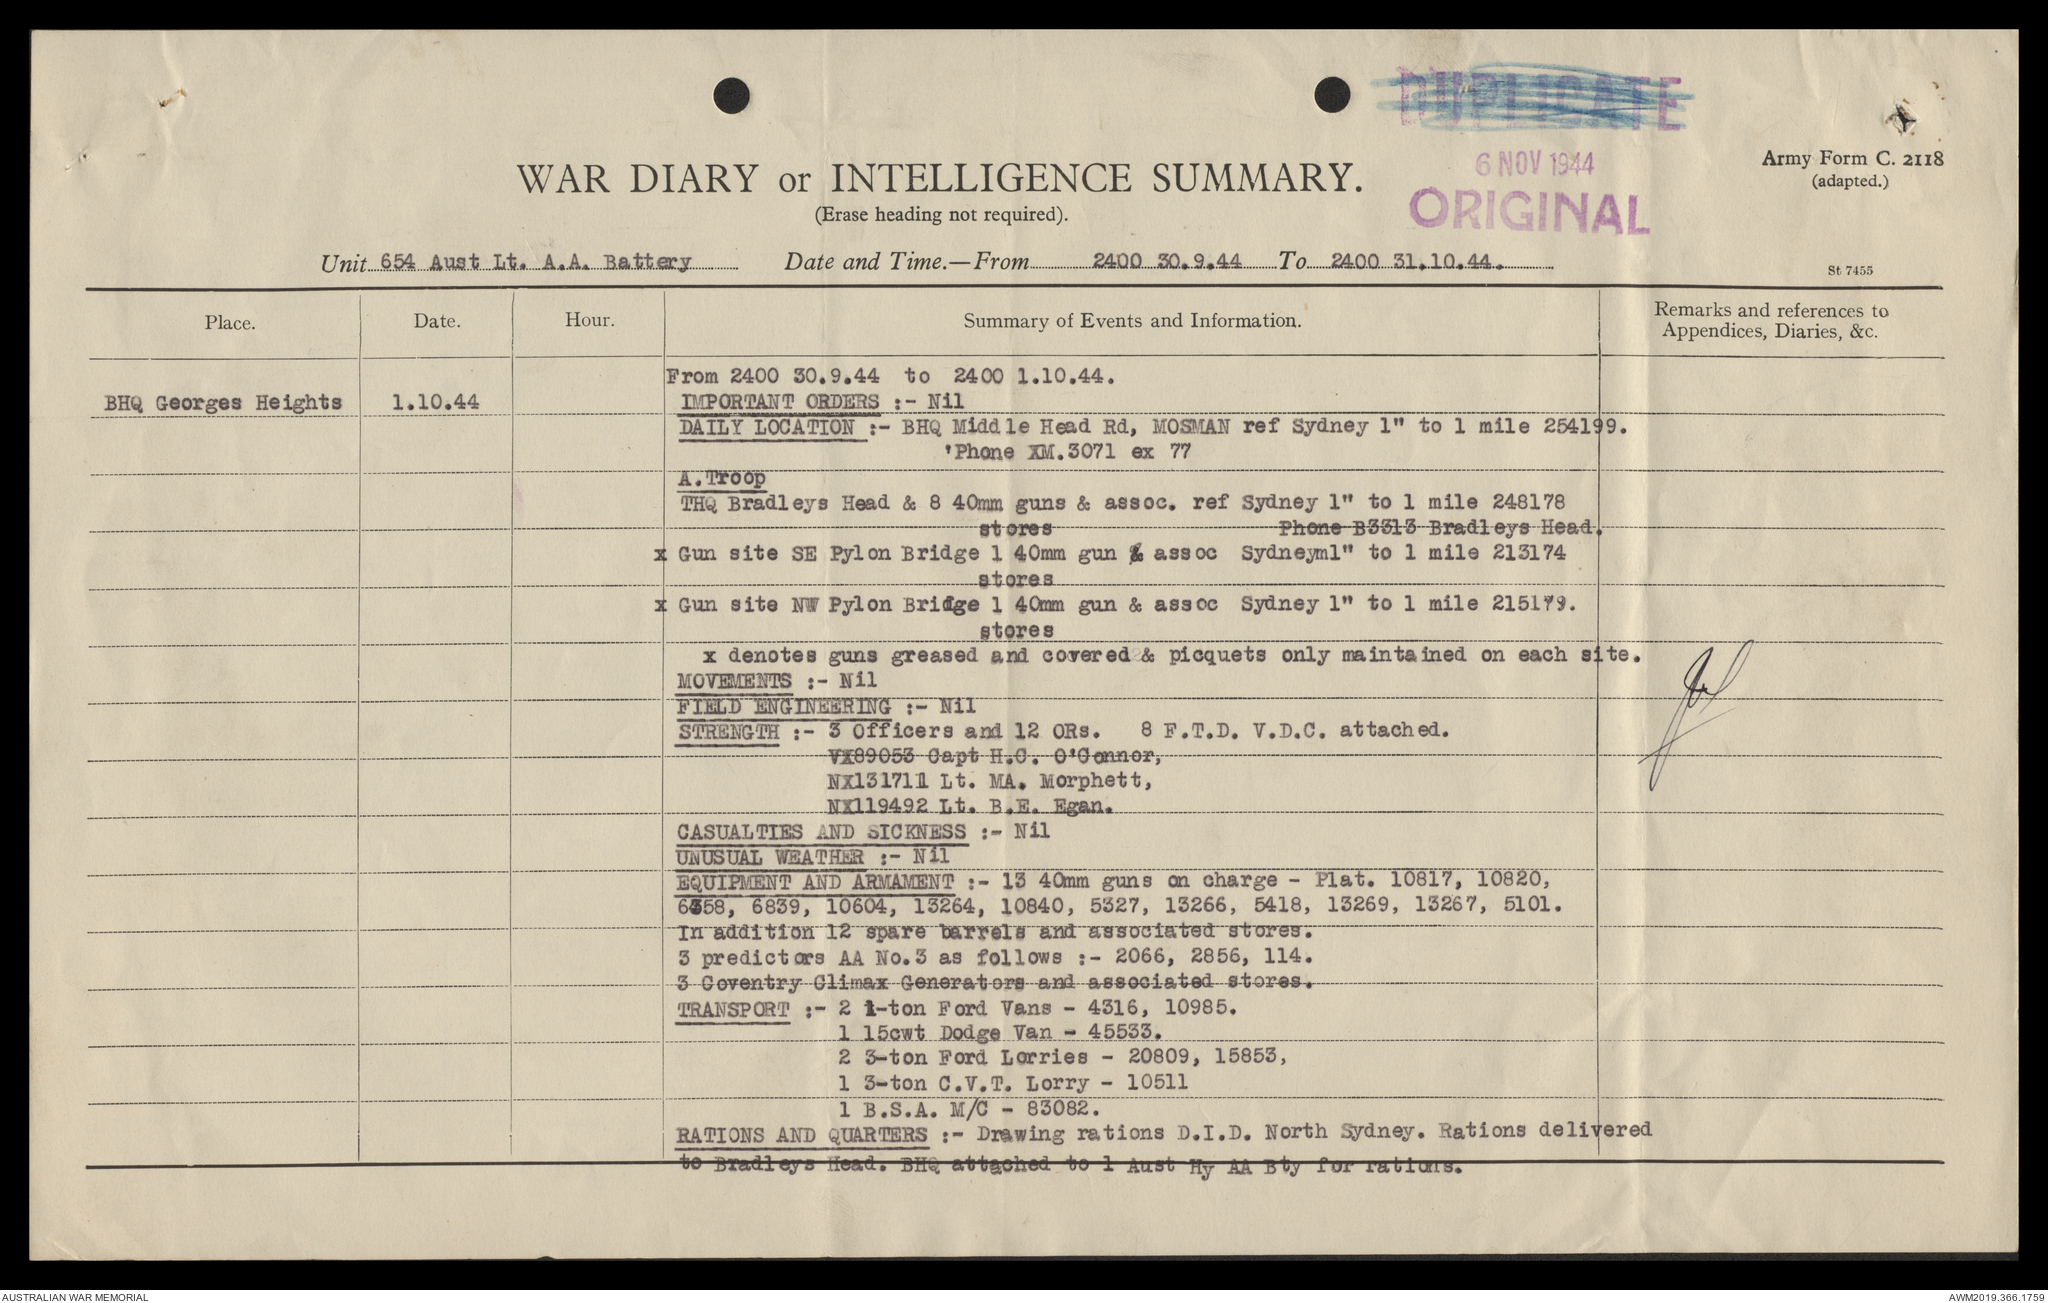 DUPLICATE
6 NOV 1944
ORIGINAL
Army Form C. 2118
(adapted.)
WAR DIARY or INTELLIGENCE SUMMARY.
(Erase heading not required).
Unit 654 Aust Lt. A.A. Battery Date and Time.—From 2400 30.9.44 To 2400 31.10.44.
St 7455
Place. Date. Hour. Summary of Events and Information. Remarks and references to
Appendices, Diaries, &c.
From 2400 30.9.44 to 2400 1.10.44.
BHQ Georges Heights 1.10.44 IMPORTANT ORDERS :- Nil
DAILY LOCATION :- BHQ Middle Head Rd, MOSMAN ref Sydney 1" to 1 mile 254199.
'Phone XM.3071 ex 77
A.Troop
THQ Bradleys Head & 8 40mm guns & assoc. ref Sydney 1" to 1 mile 248178
stores Phone B3313 Bradleys Head.
x Gun site SE Pylon Bridge 1 40mm gun & assoc Sydneyml" to 1 mile 213174
stores
x Gun site NW Pylon Bridge 1 40mm gun & assoc Sydney 1" to 1 mile 215179.
stores
x denotes guns greased and covered & picquets only maintained on each site.
MOVEMENTS :- Nil
FIELD ENGINEERING :- Nil
STRENGTH :- 3 Officers and 12 ORs. 8 F.T.D. V.D.C. attached.
VX89053 Capt H.C. O'Connor,
NX131711 Lt. MA. Morphett,
NX119492 Lt. B.E. Egan.
CASUALTIES AND SICKNESS :- Nil
UNUSUAL WEATHER :- Nil
EQUIPMENT AND ARMAMENT :- 13 40mm guns on charge - Plat. 10817, 10820,
6358, 6839, 10604, 13264, 10840, 5327, 13266, 5418, 13269, 13267, 5101.
In addition 12 spare barrels and associated stores.
3 predictors AA No.3 as follows :- 2066, 2856, 114.
3 Coventry Climax Generators and associated stores.
TRANSPORT :- 2 1-ton Ford Vans - 4316, 10985.
1 15cwt Dodge Van - 45533.
2 3-ton Ford Lorries - 20809, 15853,
1 3-ton C.V.T. Lorry - 10511
1 B.S.A. M/C - 83082.
RATIONS AND QUARTERS :- Drawing rations D.I.D. North Sydney. Rations delivered
to Bradleys Head. BHQ attached to 1 Aust Hy AA Bty for rations.
AUSTRALIAN WAR MEMORIAL
AWM2019.366.1759